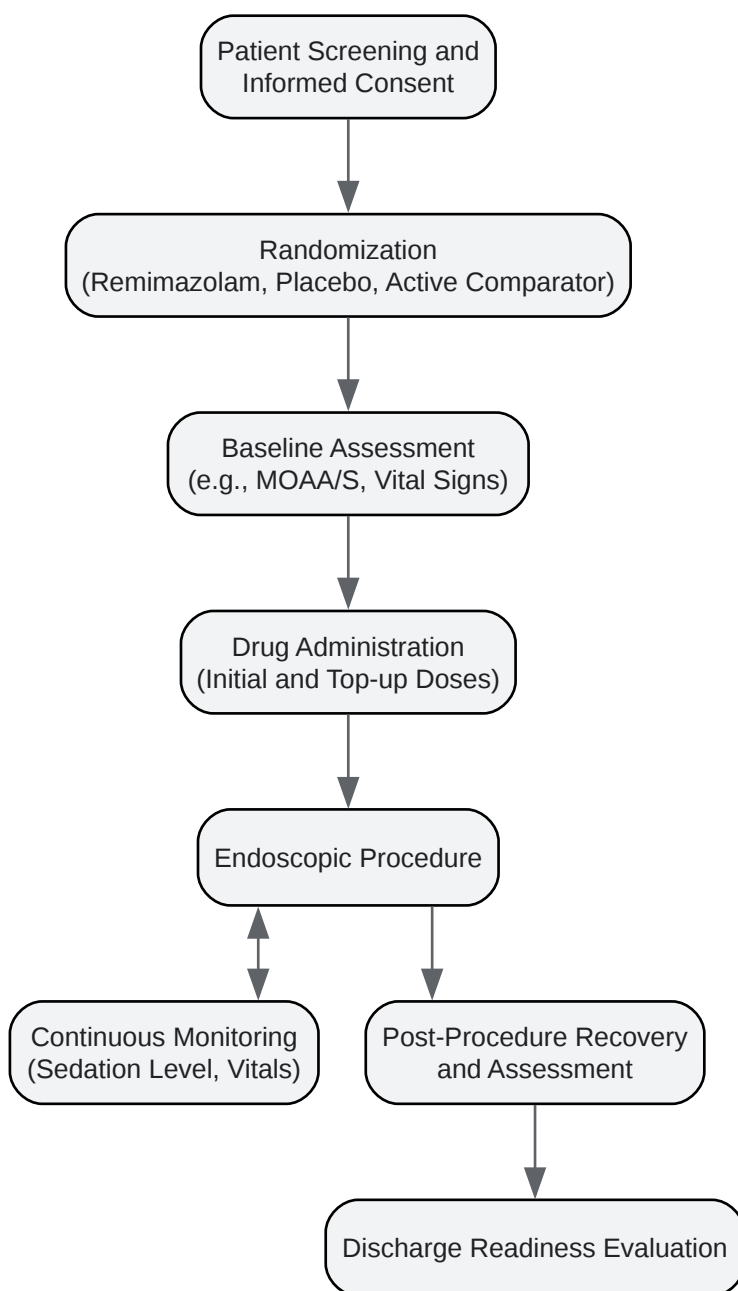 Patient Screening and
Informed Consent
Randomization
(Remimazolam, Placebo, Active Comparator)
Baseline Assessment
(e.g., MOAA/S, Vital Signs)
Drug Administration
(Initial and Top-up Doses)
Endoscopic Procedure
Continuous Monitoring
(Sedation Level, Vitals)
Post-Procedure Recovery
and Assessment
Discharge Readiness Evaluation